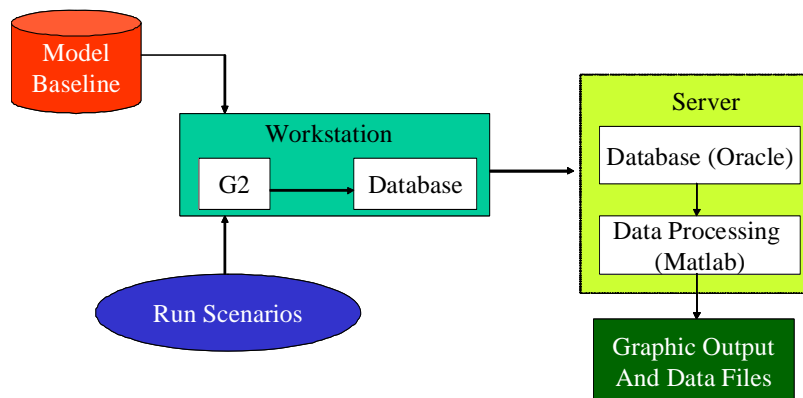 Model
Baseline
Server
Workstation
Database (Oracle)
G2
Database
Data Processing
(Matlab)
Run Scenarios
Graphic Output
And Data Files